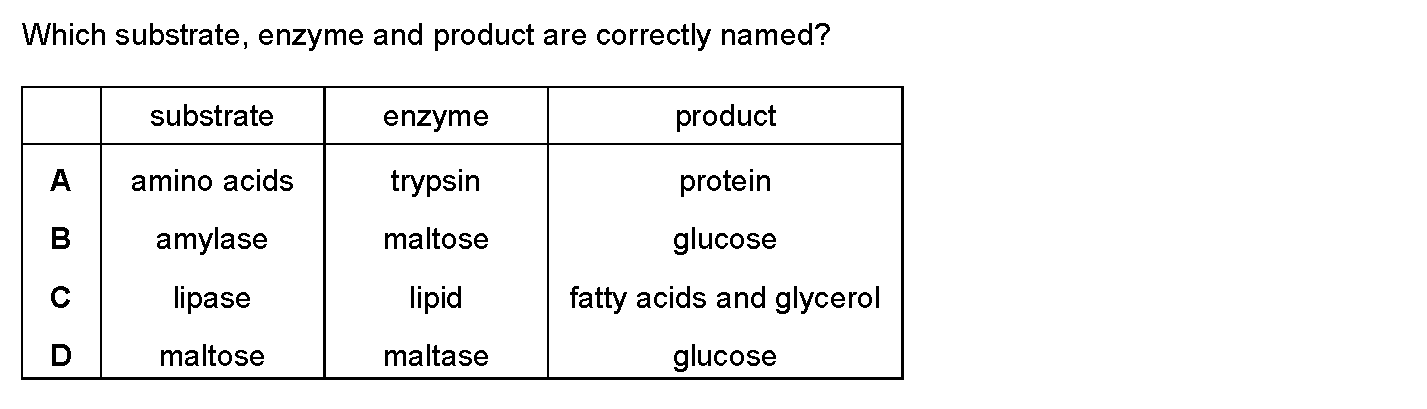 Which substrate, enzyme and product are correctly named?
substrate enzyme product
A amino acids trypsin protein
B amylase maltose glucose
C lipase lipid fatty acids and glycerol
D maltose maltase glucose